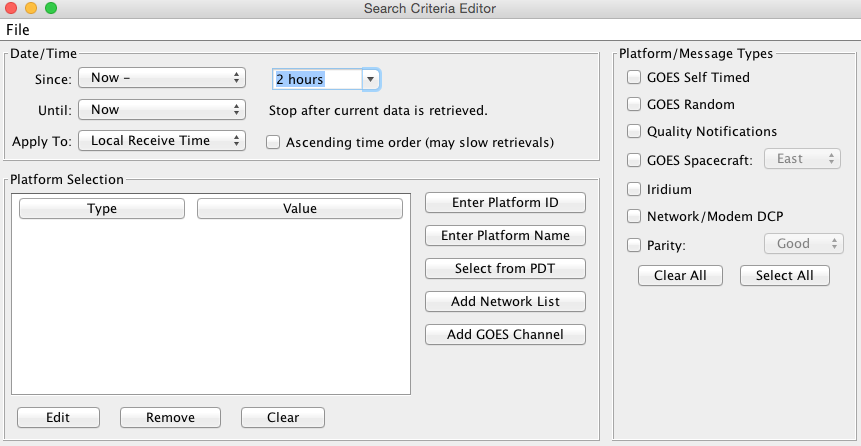 Search Criteria Editor
File
Date/Time
Since: Now - 2 hours
Until: Now Stop after current data is retrieved.
Apply To: Local Receive Time Ascending time order (may slow retrievals)
Platform Selection
Type Value
Enter Platform ID
Enter Platform Name
Select from PDT
Add Network List
Add GOES Channel
Edit Remove Clear
Platform/Message Types
GOES Self Timed
GOES Random
Quality Notifications
GOES Spacecraft: East
Iridium
Network/Modem DCP
Parity: Good
Clear All Select All